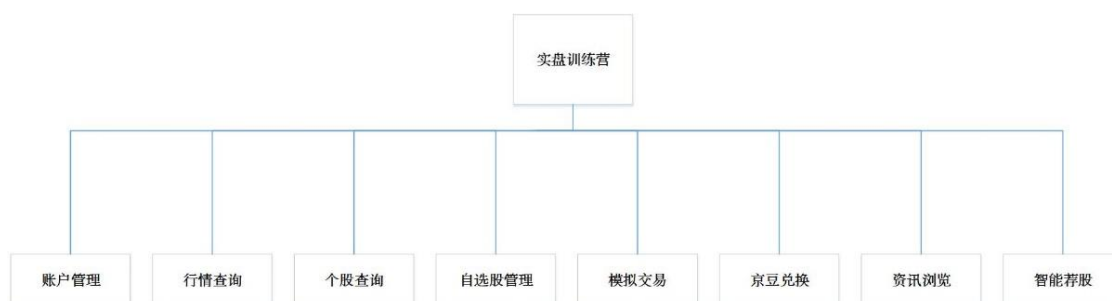 实盘训练营
账户管理
行情查询
个股查询
自选股管理
模拟交易
京豆兑换
资讯浏览
智能荐股